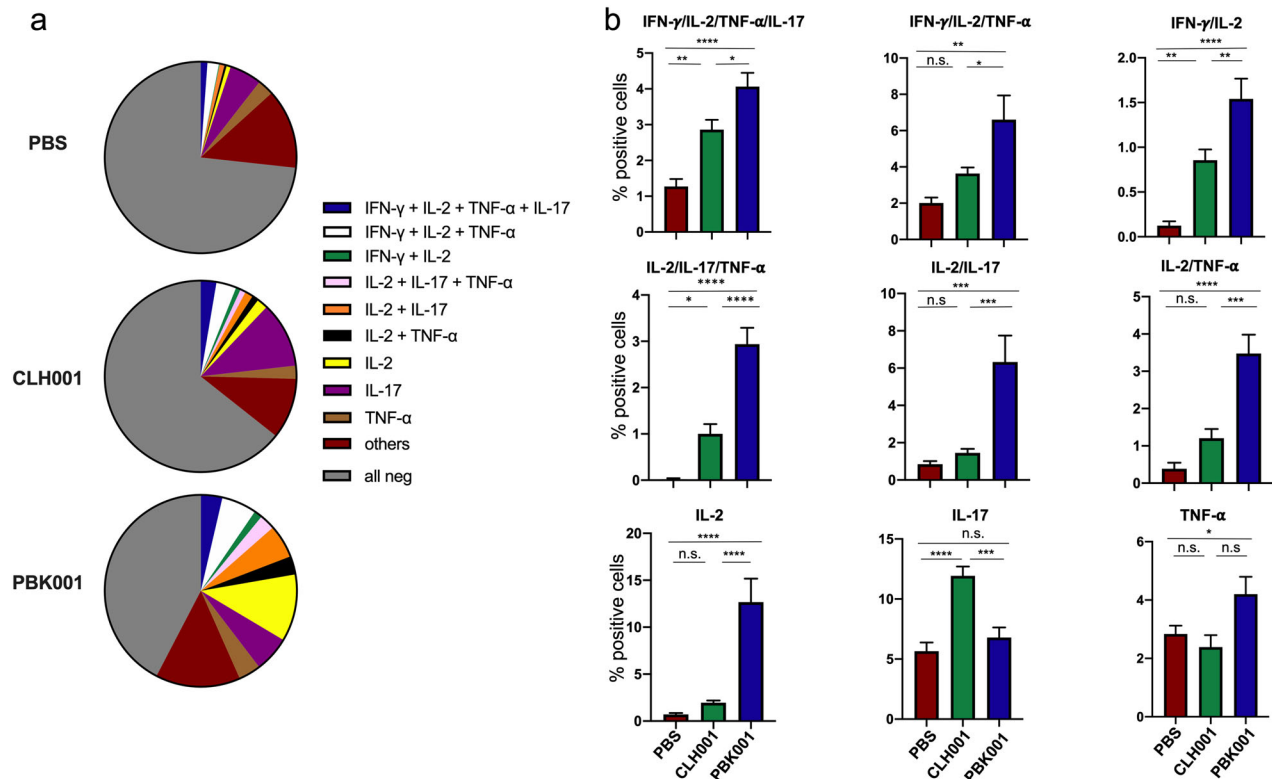 a
PBS
CLH001
PBK001
IFN-γ + IL-2 + TNF-α + IL-17
IFN-γ + IL-2 + TNF-α
IFN-γ + IL-2
IL-2 + IL-17 + TNF-α
IL-2 + IL-17
IL-2 + TNF-α
IL-2
IL-17
TNF-α
others
all neg
b
IFN-γ/IL-2/TNF-α/IL-17
% positive cells
5
4
3
2
1
0
****
** *
IFN-γ/IL-2/TNF-α
10
8
6
4
2
0
**
n.s. *
IFN-γ/IL-2
2.0
1.5
1.0
0.5
0.0
****
** **
IL-2/IL-17/TNF-α
% positive cells
4
3
2
1
0
****
* ****
IL-2/IL-17
10
8
6
4
2
0
***
n.s ***
IL-2/TNF-α
5
4
3
2
1
0
****
n.s. ***
IL-2
% positive cells
20
15
10
5
0
****
n.s. ****
PBS
CLH001
PBK001
IL-17
15
10
5
0
n.s.
**** ***
PBS
CLH001
PBK001
TNF-α
6
4
2
0
*
n.s. n.s
PBS
CLH001
PBK001